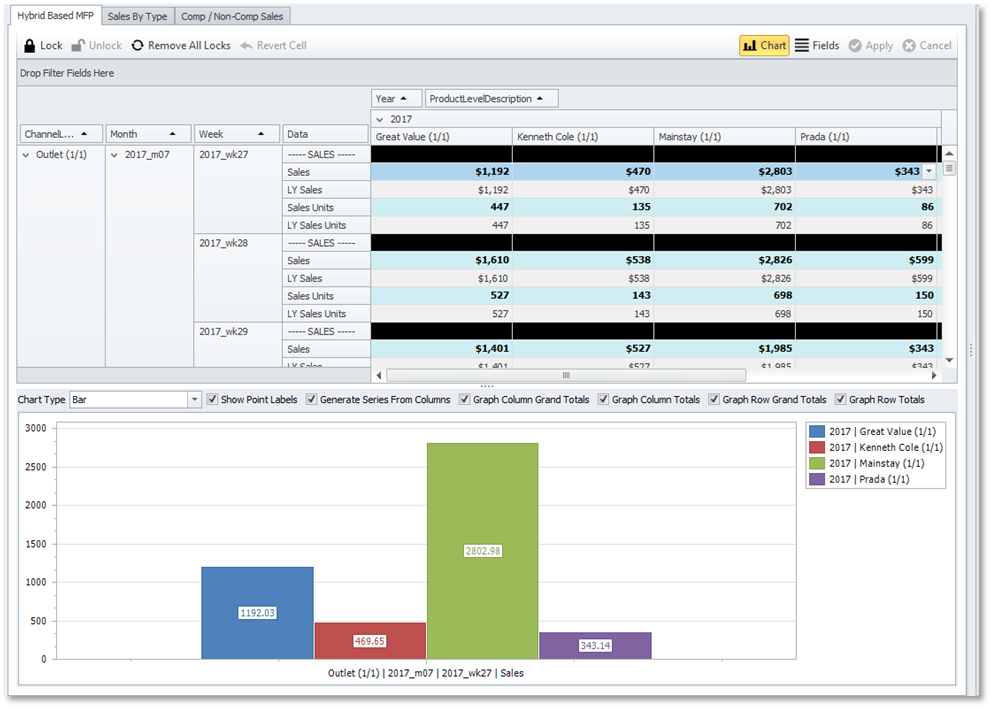 Hybrid Based MFP Sales By Type Comp / Non-Comp Sales
Lock Unlock Remove All Locks Revert Cell Chart Fields Apply Cancel
Drop Filter Fields Here
Year ProductLevelDescription
2017
ChannelL... Month Week Data Great Value (1/1) Kenneth Cole (1/1) Mainstay (1/1) Prada (1/1)
Outlet (1/1) 2017_m07 2017_wk27 ----- SALES -----
Sales $1,192 $470 $2,803 $343
LY Sales $1,192 $470 $2,803 $343
Sales Units 447 135 702 86
LY Sales Units 447 135 702 86
2017_wk28 ----- SALES -----
Sales $1,610 $538 $2,826 $599
LY Sales $1,610 $538 $2,826 $599
Sales Units 527 143 698 150
LY Sales Units 527 143 698 150
2017_wk29 ----- SALES -----
Sales $1,401 $527 $1,985 $343
LY Sales $1,401 $527 $1,985 $343
Chart Type Bar Show Point Labels Generate Series From Columns Graph Column Grand Totals Graph Column Totals Graph Row Grand Totals Graph Row Totals
3000
2500
2000
1500
1000
500
0
1192.03
469.65
2802.98
343.14
Outlet (1/1) | 2017_m07 | 2017_wk27 | Sales
2017 | Great Value (1/1)
2017 | Kenneth Cole (1/1)
2017 | Mainstay (1/1)
2017 | Prada (1/1)